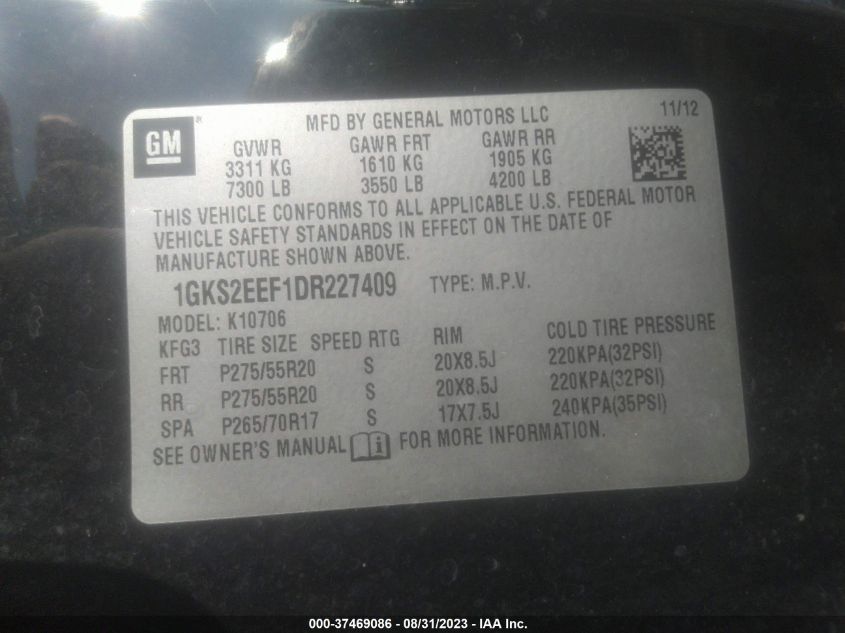 GM®
MFD BY GENERAL MOTORS LLC 11/12
GVWR GAWR FRT GAWR RR
3311 KG 1610 KG 1905 KG
7300 LB 3550 LB 4200 LB
THIS VEHICLE CONFORMS TO ALL APPLICABLE U.S. FEDERAL MOTOR
VEHICLE SAFETY STANDARDS IN EFFECT ON THE DATE OF
MANUFACTURE SHOWN ABOVE.
1GKS2EEF1DR227409 TYPE: M.P.V.
MODEL: K10706
KFG3 TIRE SIZE SPEED RTG RIM COLD TIRE PRESSURE
FRT P275/55R20 S 20X8.5J 220KPA(32PSI)
RR P275/55R20 S 20X8.5J 220KPA(32PSI)
SPA P265/70R17 S 17X7.5J 240KPA(35PSI)
SEE OWNER'S MANUAL FOR MORE INFORMATION.
000-37469086 - 08/31/2023 - IAA Inc.